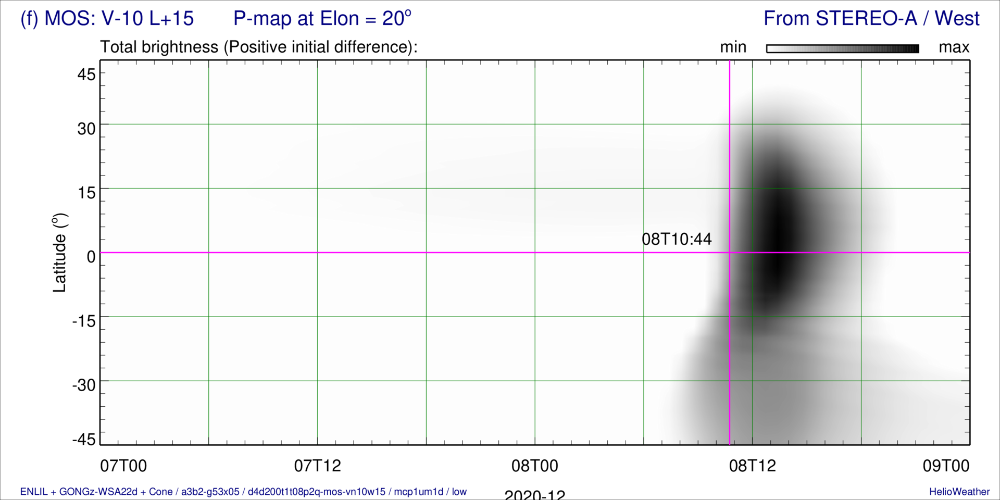 (f) MOS: V-10 L+15 P-map at Elon = 20° From STEREO-A / West
Total brightness (Positive initial difference): min max
45
30
15
0
-15
-30
-45
Latitude (°)
08T10:44
07T00 07T12 08T00 08T12 09T00
2020-12
ENLIL + GONGz-WSA22d + Cone / a3b2-g53x05 / d4d200t1t08p2q-mos-vn10w15 / mcp1um1d / low
HelioWeather